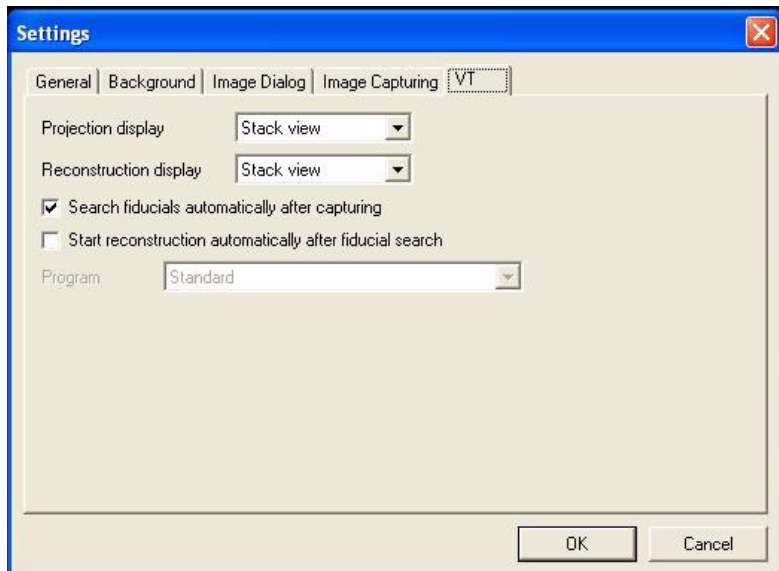 Settings
General Background Image Dialog Image Capturing VT
Projection display Stack view
Reconstruction display Stack view
Search fiducials automatically after capturing
Start reconstruction automatically after fiducial search
Program Standard
OK Cancel